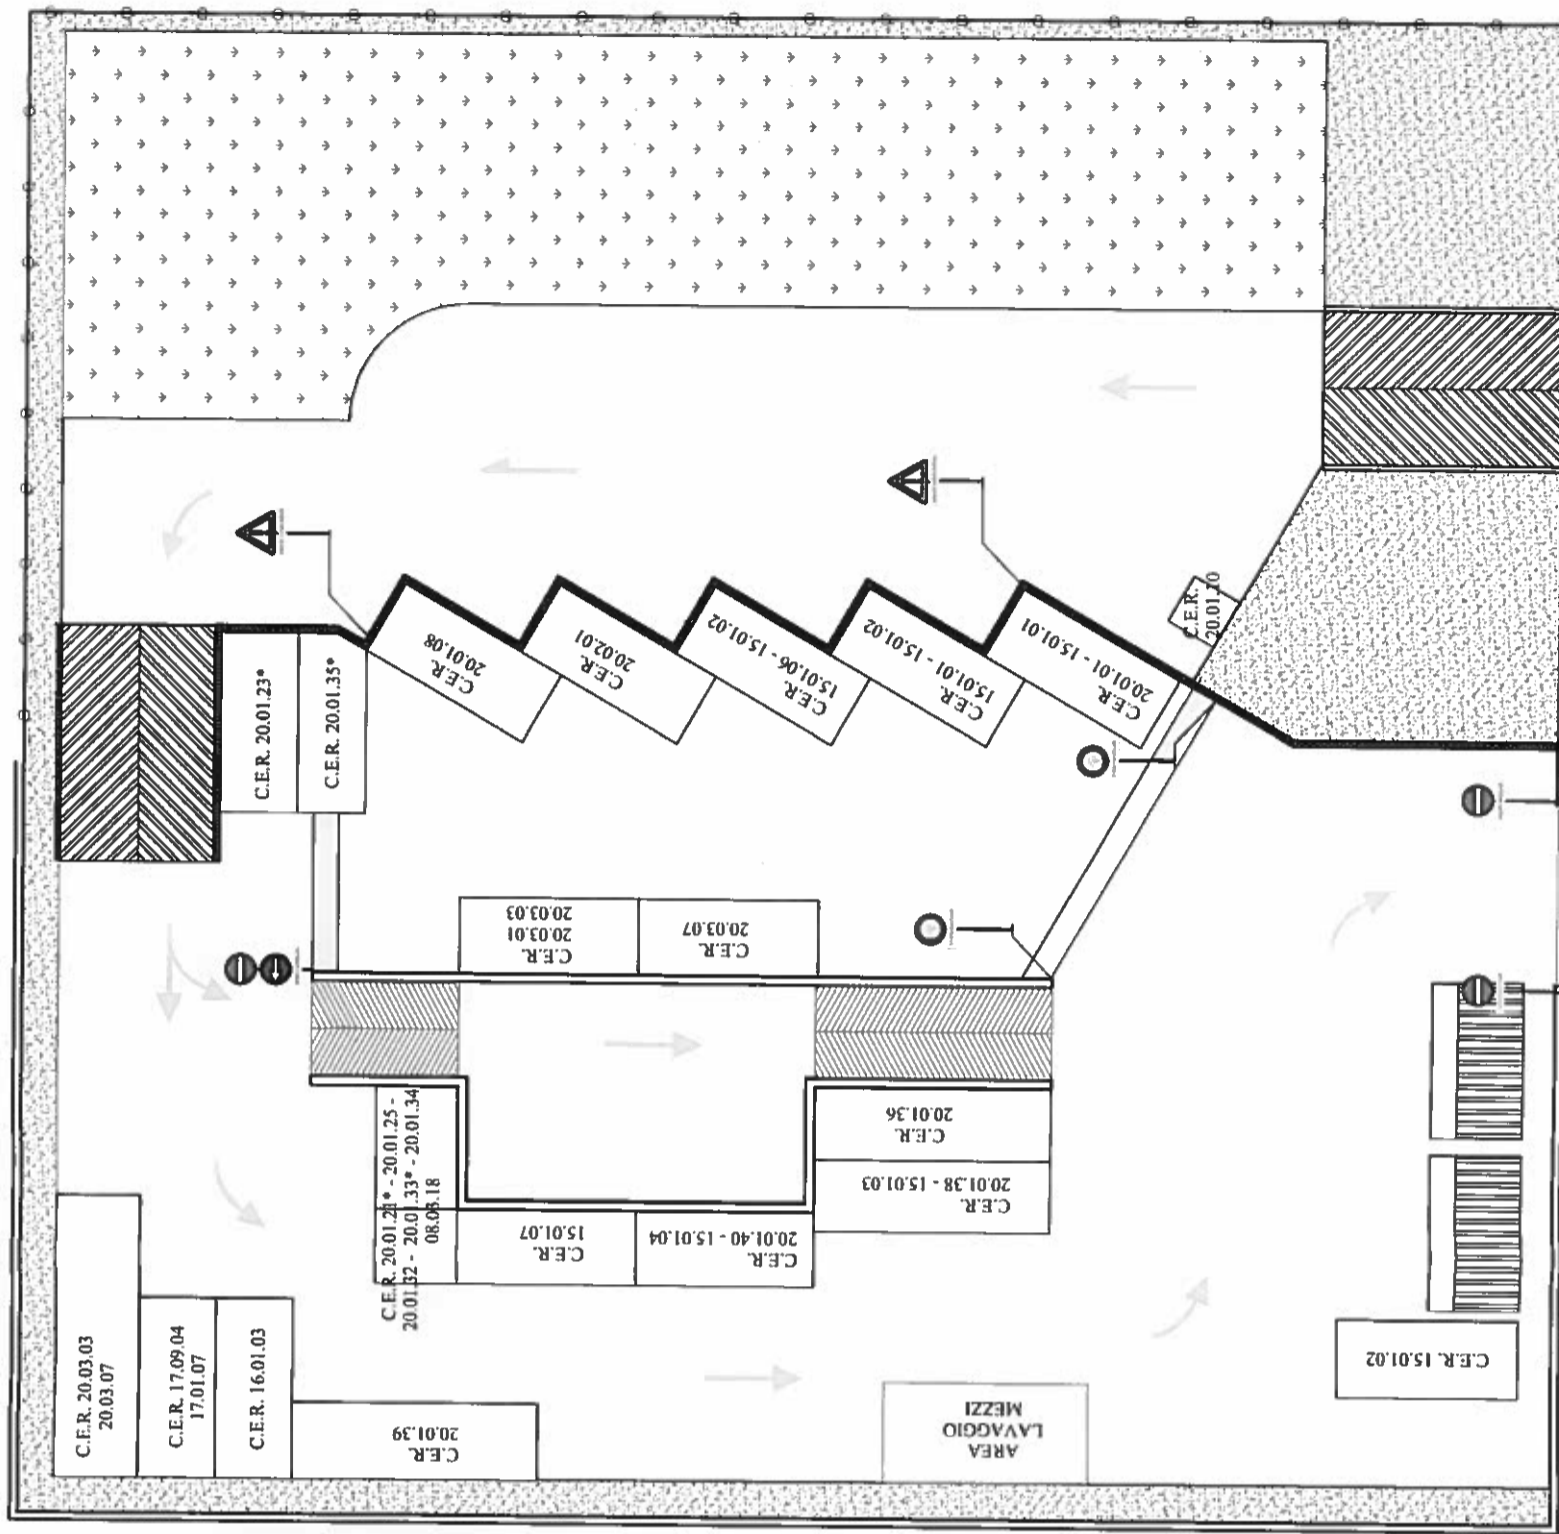 C.E.R. 20.01.23*
C.E.R. 20.01.35*
C.E.R.
20.01.08
C.E.R.
20.02.01
C.E.R.
15.01.06 - 15.01.02
C.E.R.
15.01.01 - 15.01.02
C.E.R.
20.01.01 - 15.01.01
C.E.R.
20.01.10
C.E.R.
20.03.01
20.03.03
C.E.R.
20.03.07
C.E.R. 20.01.21* - 20.01.25 -
20.01.32 - 20.01.33* - 20.01.34
08.03.18
C.E.R.
15.01.07
C.E.R.
20.01.40 - 15.01.04
C.E.R.
20.01.36
C.E.R.
20.01.38 - 15.01.03
C.E.R. 20.03.03
20.03.07
C.E.R. 17.09.04
17.01.07
C.E.R. 16.01.03
C.E.R.
20.01.39
AREA
LAVAGGIO
MEZZI
C.E.R. 15.01.02